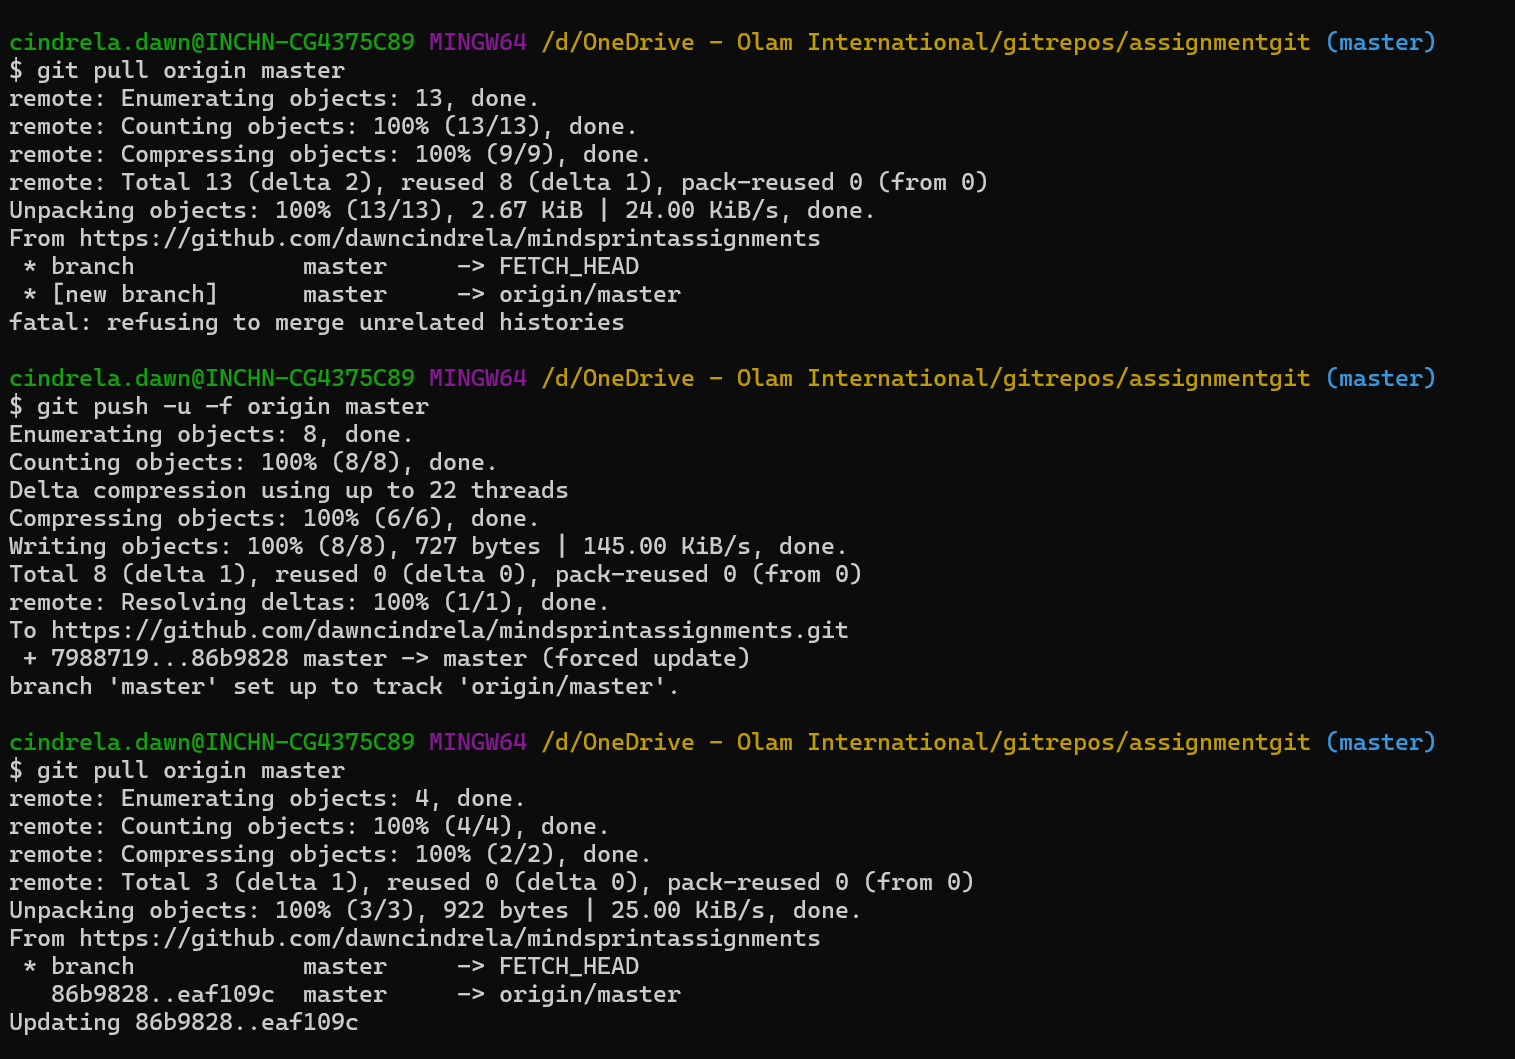 cindrela.dawn@INCHN-CG4375C89 MINGW64 /d/OneDrive - Olam International/gitrepos/assignmentgit (master)
$ git pull origin master
remote: Enumerating objects: 13, done.
remote: Counting objects: 100% (13/13), done.
remote: Compressing objects: 100% (9/9), done.
remote: Total 13 (delta 2), reused 8 (delta 1), pack-reused 0 (from 0)
Unpacking objects: 100% (13/13), 2.67 KiB | 24.00 KiB/s, done.
From https://github.com/dawncindrela/mindsprintassignments
 * branch            master     -> FETCH_HEAD
 * [new branch]      master     -> origin/master
fatal: refusing to merge unrelated histories
cindrela.dawn@INCHN-CG4375C89 MINGW64 /d/OneDrive - Olam International/gitrepos/assignmentgit (master)
$ git push -u -f origin master
Enumerating objects: 8, done.
Counting objects: 100% (8/8), done.
Delta compression using up to 22 threads
Compressing objects: 100% (6/6), done.
Writing objects: 100% (8/8), 727 bytes | 145.00 KiB/s, done.
Total 8 (delta 1), reused 0 (delta 0), pack-reused 0 (from 0)
remote: Resolving deltas: 100% (1/1), done.
To https://github.com/dawncindrela/mindsprintassignments.git
 + 7988719...86b9828 master -> master (forced update)
branch 'master' set up to track 'origin/master'.
cindrela.dawn@INCHN-CG4375C89 MINGW64 /d/OneDrive - Olam International/gitrepos/assignmentgit (master)
$ git pull origin master
remote: Enumerating objects: 4, done.
remote: Counting objects: 100% (4/4), done.
remote: Compressing objects: 100% (2/2), done.
remote: Total 3 (delta 1), reused 0 (delta 0), pack-reused 0 (from 0)
Unpacking objects: 100% (3/3), 922 bytes | 25.00 KiB/s, done.
From https://github.com/dawncindrela/mindsprintassignments
 * branch            master     -> FETCH_HEAD
   86b9828..eaf109c  master     -> origin/master
Updating 86b9828..eaf109c